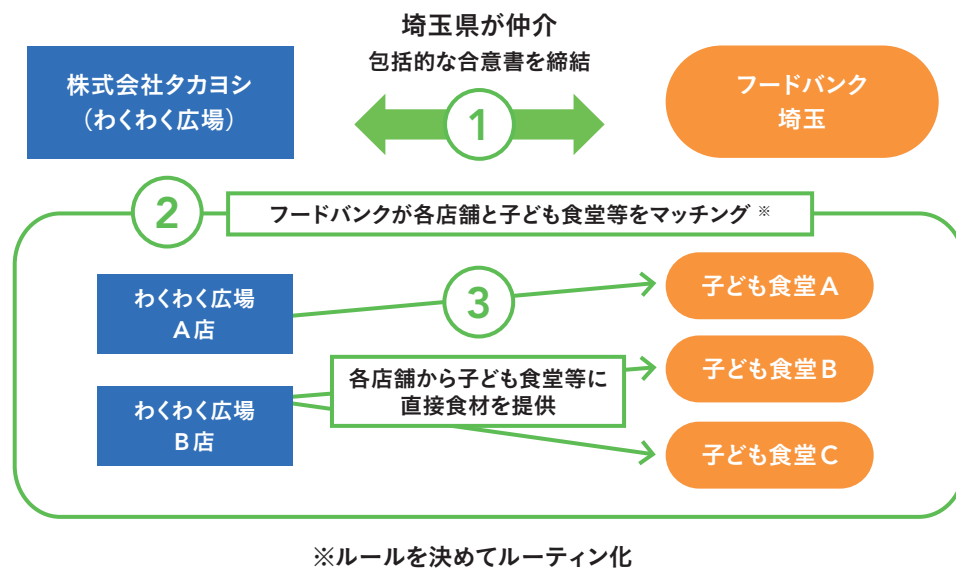 埼玉県が仲介
包括的な合意書を締結
株式会社タカヨシ
（わくわく広場）
1
フードバンク
埼玉
2
フードバンクが各店舗と子ども食堂等をマッチング ※
わくわく広場
A店
3
子ども食堂A
各店舗から子ども食堂等に
直接食材を提供
子ども食堂B
わくわく広場
B店
子ども食堂C
※ルールを決めてルーティン化